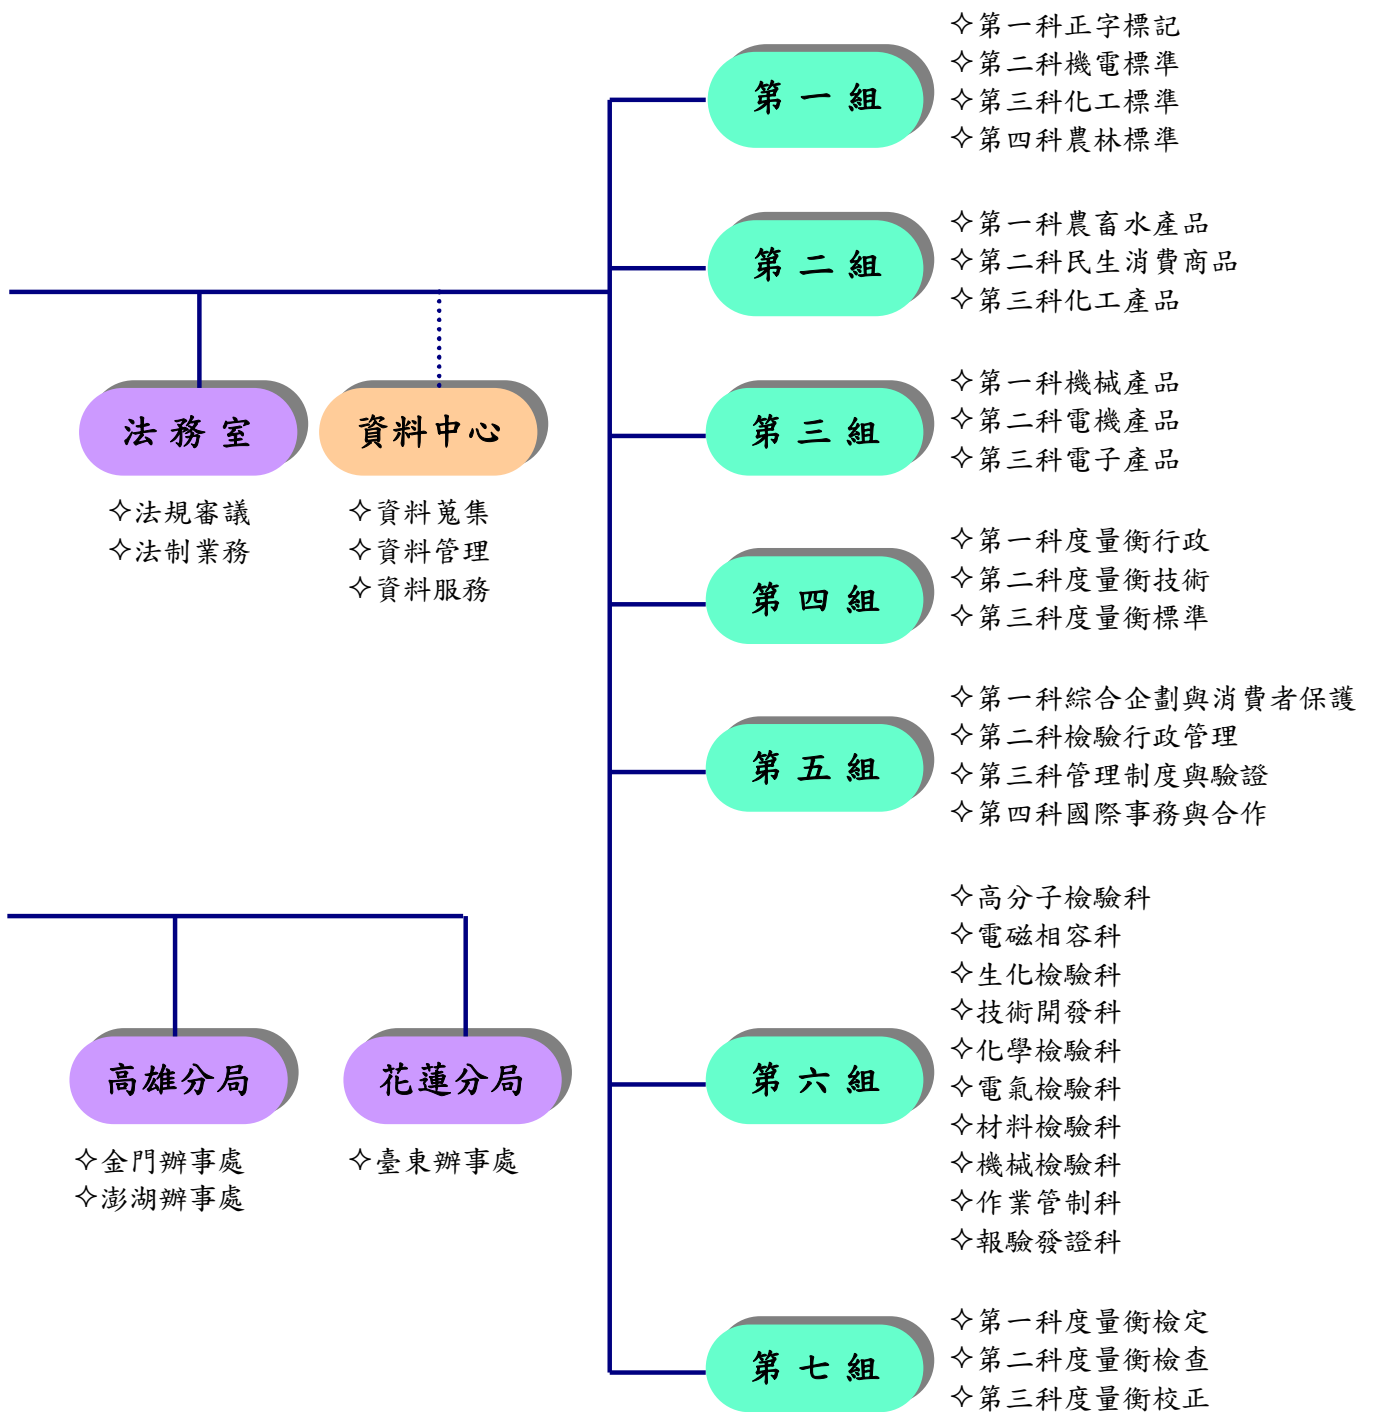 第一組
✧第一科正字標記
✧第二科機電標準
✧第三科化工標準
✧第四科農林標準
第二組
✧第一科農畜水產品
✧第二科民生消費商品
✧第三科化工產品
法務室
✧法規審議
✧法制業務
資料中心
✧資料蒐集
✧資料管理
✧資料服務
第三組
✧第一科機械產品
✧第二科電機產品
✧第三科電子產品
第四組
✧第一科度量衡行政
✧第二科度量衡技術
✧第三科度量衡標準
第五組
✧第一科綜合企劃與消費者保護
✧第二科檢驗行政管理
✧第三科管理制度與驗證
✧第四科國際事務與合作
高雄分局
✧金門辦事處
✧澎湖辦事處
花蓮分局
✧臺東辦事處
第六組
✧高分子檢驗科
✧電磁相容科
✧生化檢驗科
✧技術開發科
✧化學檢驗科
✧電氣檢驗科
✧材料檢驗科
✧機械檢驗科
✧作業管制科
✧報驗發證科
第七組
✧第一科度量衡檢定
✧第二科度量衡檢查
✧第三科度量衡校正